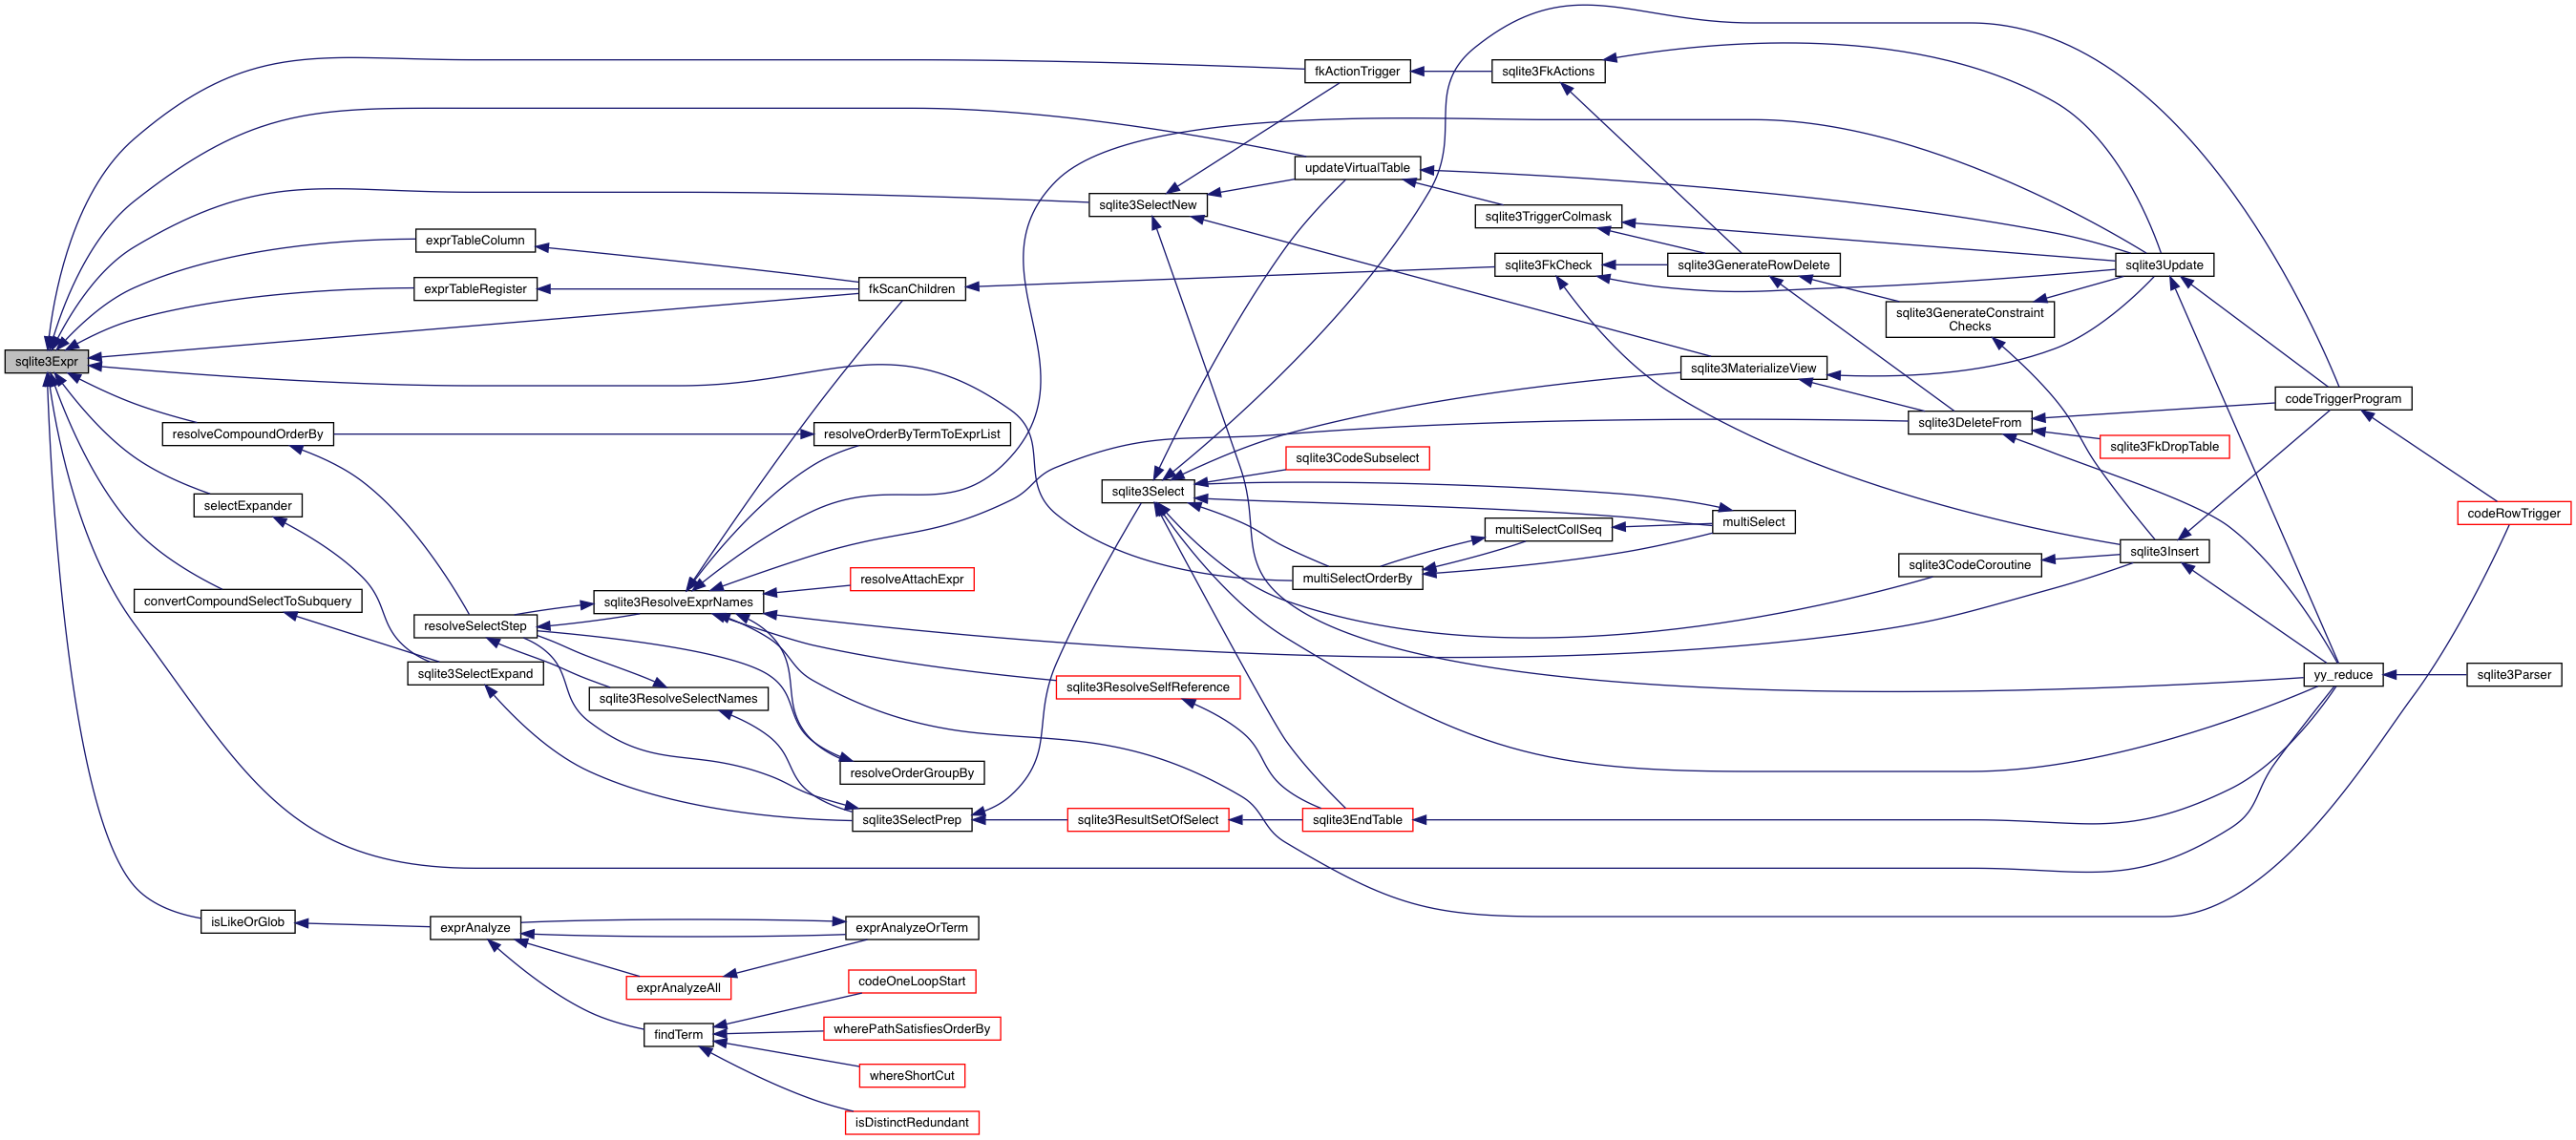 fkActionTrigger
sqlite3FkActions
updateVirtualTable
sqlite3SelectNew
sqlite3TriggerColmask
exprTableColumn
sqlite3FkCheck
sqlite3GenerateRowDelete
sqlite3Update
exprTableRegister
fkScanChildren
sqlite3GenerateConstraint
Checks
sqlite3Expr
sqlite3MaterializeView
codeTriggerProgram
resolveCompoundOrderBy
resolveOrderByTermToExprList
sqlite3DeleteFrom
sqlite3FkDropTable
sqlite3CodeSubselect
sqlite3Select
selectExpander
multiSelectCollSeq
multiSelect
codeRowTrigger
sqlite3Insert
sqlite3CodeCoroutine
resolveAttachExpr
multiSelectOrderBy
convertCompoundSelectToSubquery
sqlite3ResolveExprNames
resolveSelectStep
sqlite3SelectExpand
sqlite3ResolveSelfReference
yy_reduce
sqlite3Parser
sqlite3ResolveSelectNames
resolveOrderGroupBy
sqlite3SelectPrep
sqlite3ResultSetOfSelect
sqlite3EndTable
isLikeOrGlob
exprAnalyze
exprAnalyzeOrTerm
exprAnalyzeAll
codeOneLoopStart
findTerm
wherePathSatisfiesOrderBy
whereShortCut
isDistinctRedundant